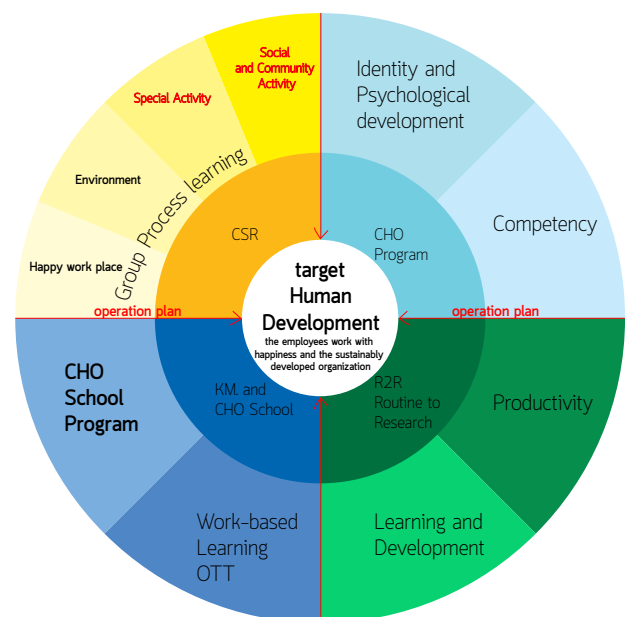 Social
and Community
Activity
Special Activity
Environment
Happy work place
Group Process learning
Identity and
Psychological
development
Competency
CSR
CHO
Program
target
Human
Development
the employees work with
happiness and the sustainably
developed organization
operation plan
operation plan
CHO
School
Program
KM. and
CHO School
R2R
Routine to
Research
Productivity
Work-based
Learning
OTT
Learning and
Development